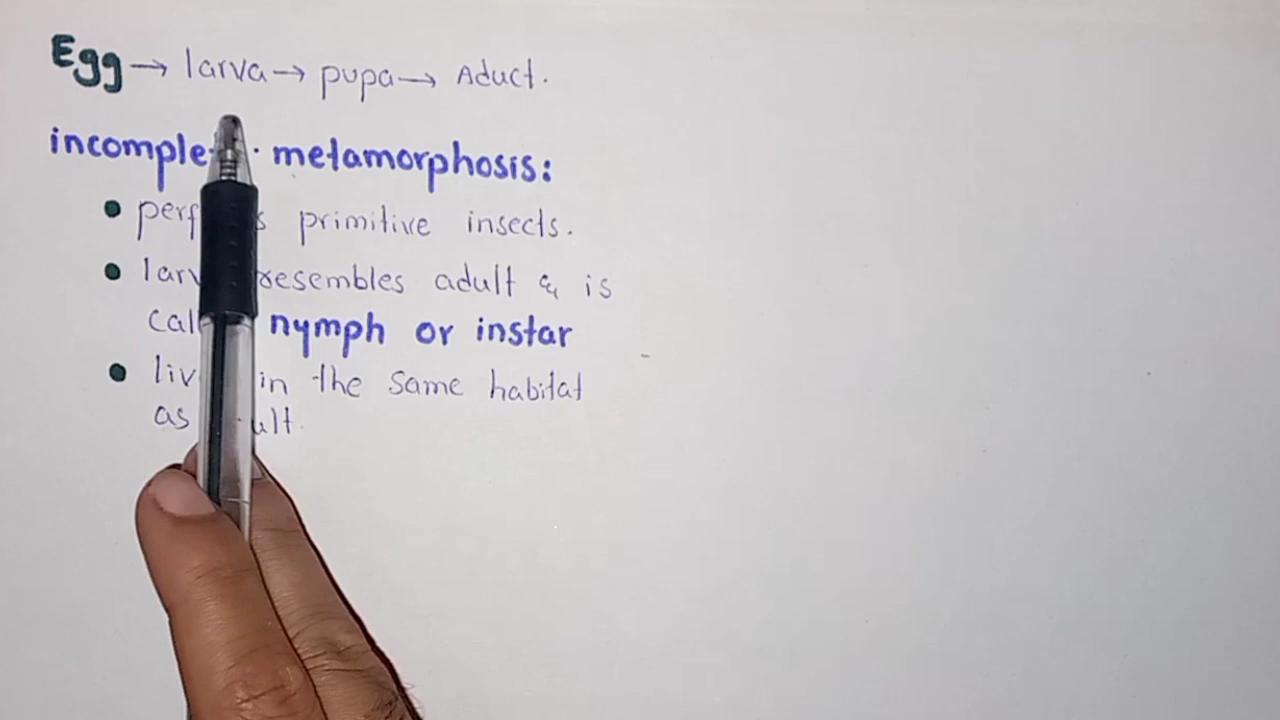 Egg → larva → pupa → Aduct.
metamorphosis:
primitive insects.
resembles adult & is
nymph or instar
in the same habitat
as